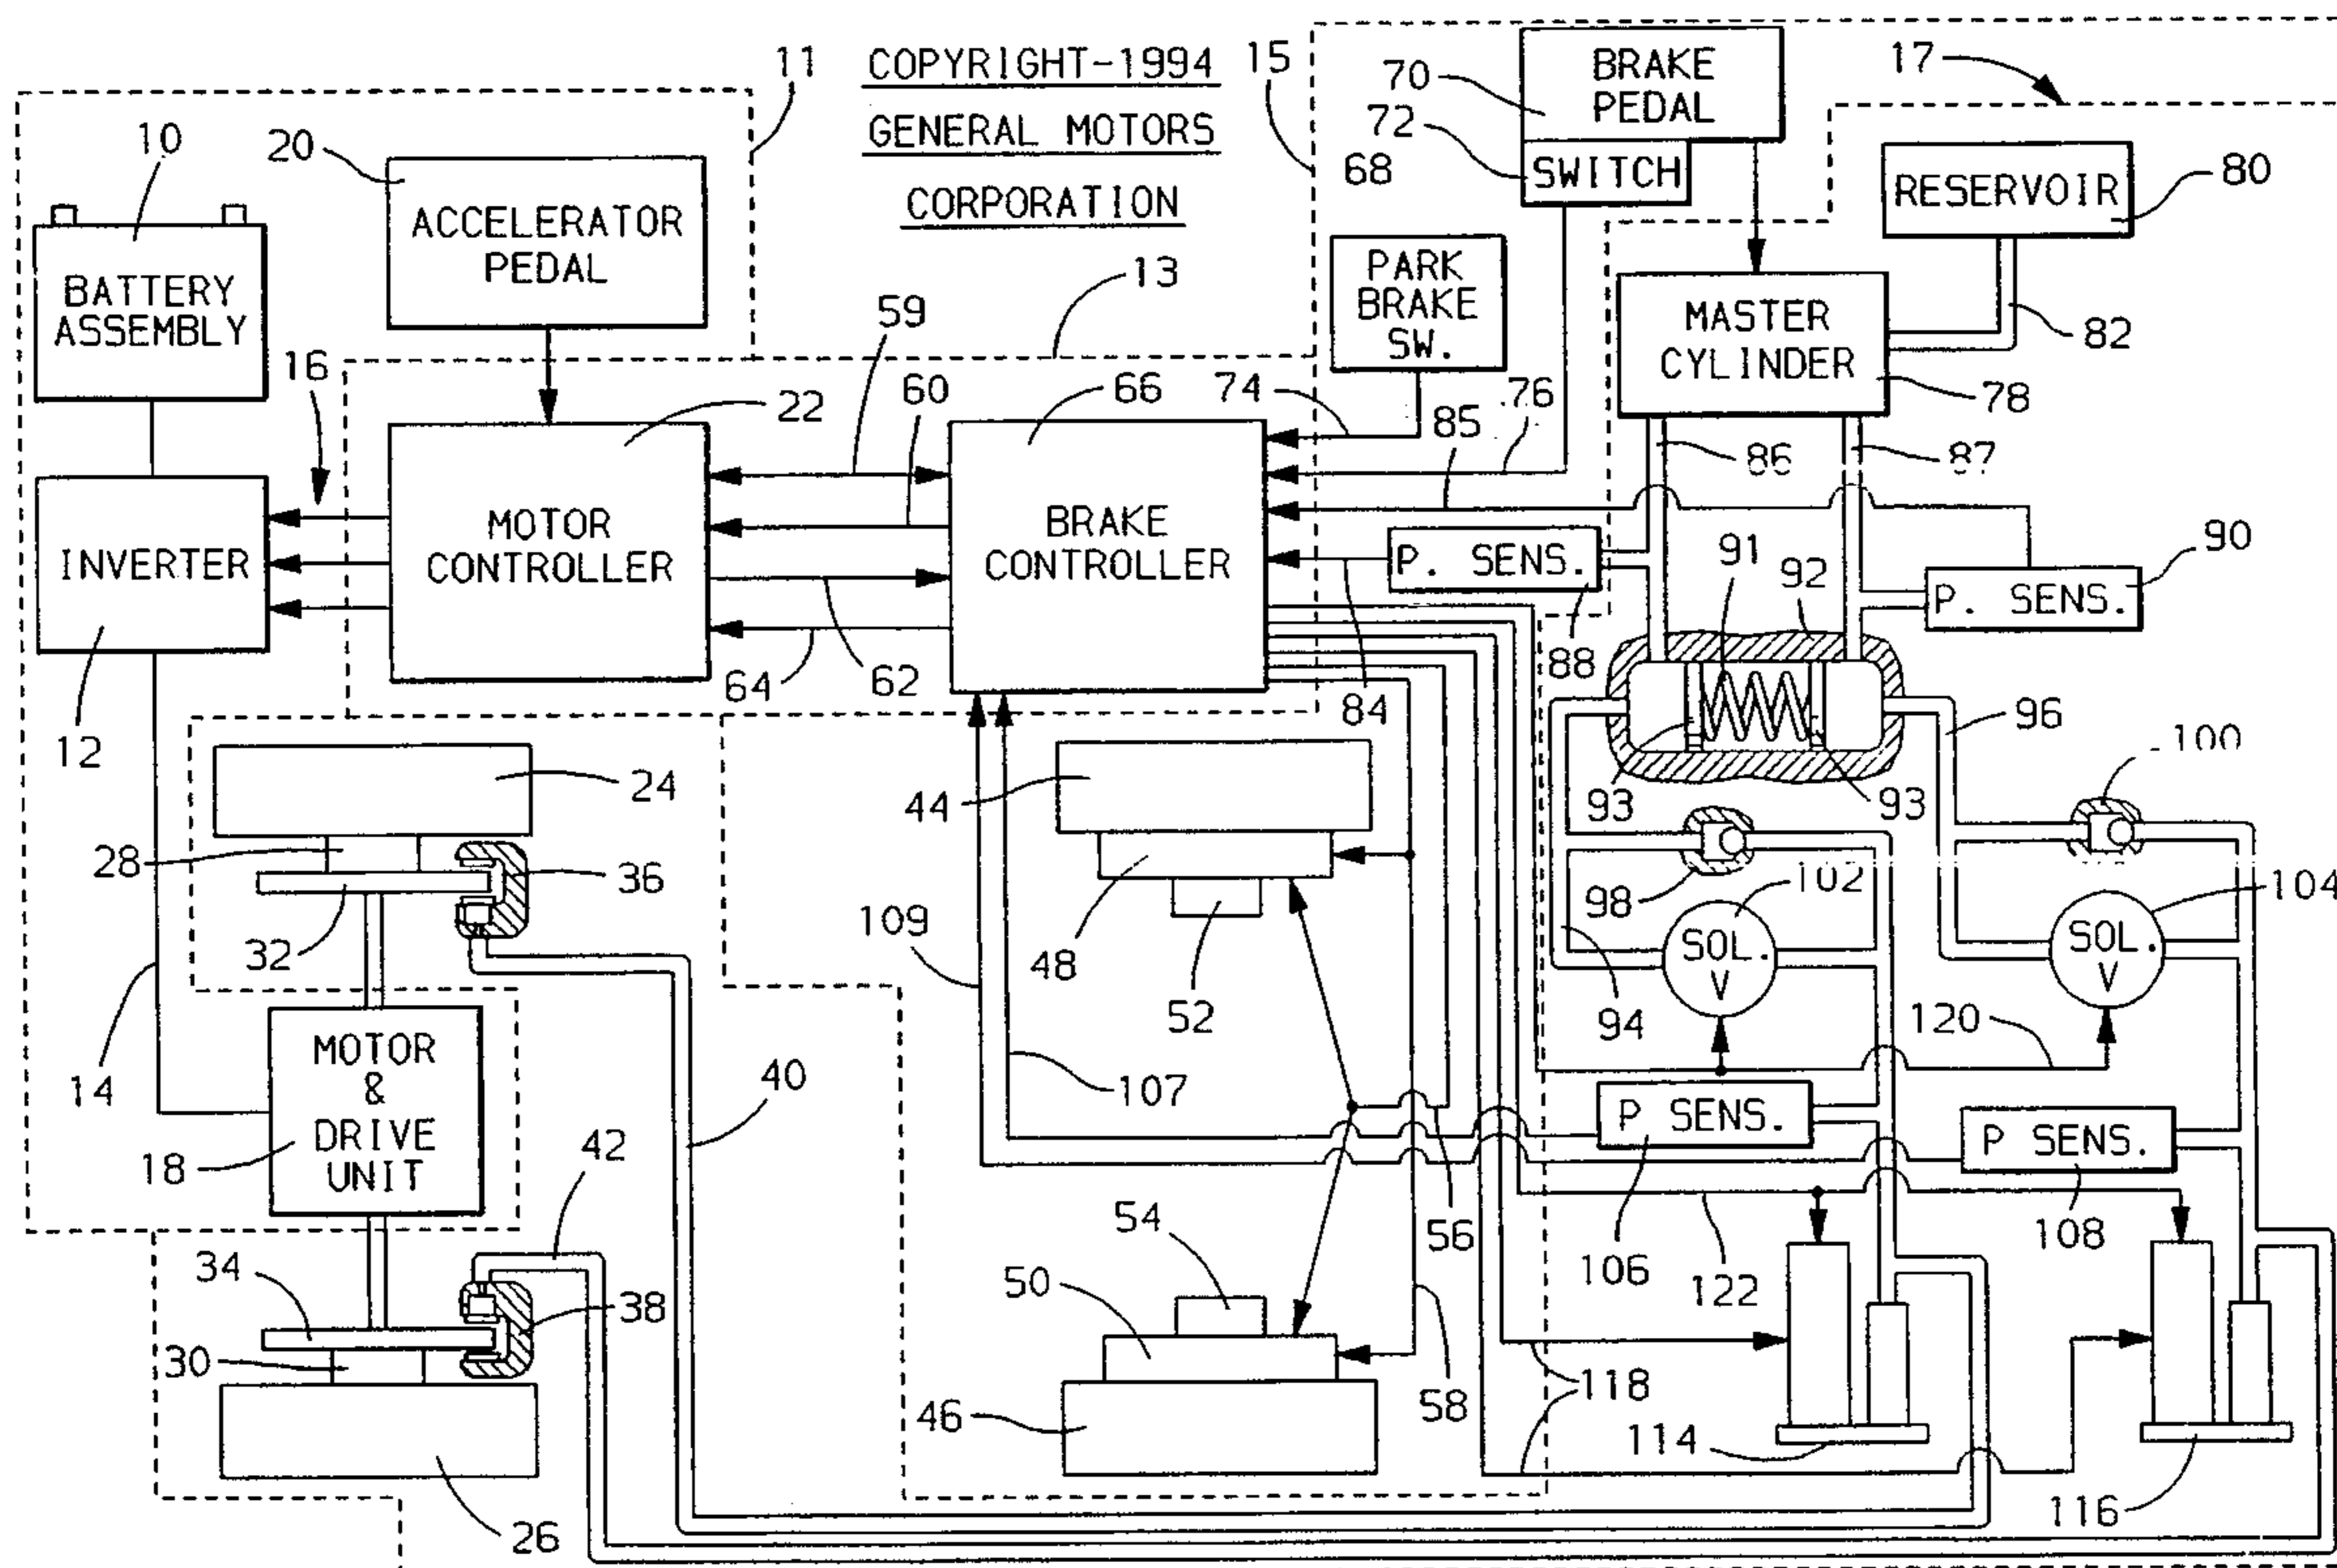 COPYRIGHT-1994
GENERAL MOTORS
CORPORATION
11
15
17
10
20
70
72
68
BRAKE
PEDAL
SWITCH
RESERVOIR
80
ACCELERATOR
PEDAL
BATTERY
ASSEMBLY
13
PARK
BRAKE
SW.
MASTER
CYLINDER
82
78
16
59
60
22
66
74
85
76
86
87
MOTOR
CONTROLLER
BRAKE
CONTROLLER
INVERTER
P. SENS.
91
92
90
P. SENS.
12
64
62
84
88
96
24
44
93
93
100
28
36
98
102
104
32
109
48
52
SOL.
V
SOL.
V
94
120
14
MOTOR
&
DRIVE
UNIT
18
40
107
42
P SENS.
P SENS.
56
106
108
122
34
38
54
50
30
58
118
46
114
116
26